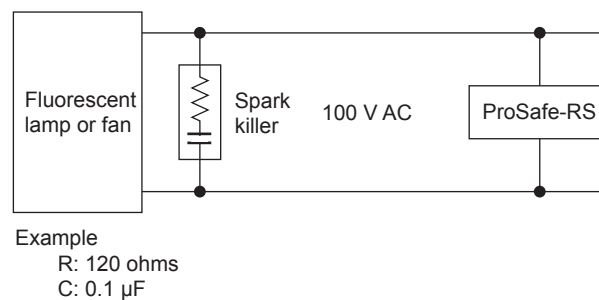 Fluorescent
lamp or fan
Spark
killer
100 V AC
ProSafe-RS
Example
R: 120 ohms
C: 0.1 µF